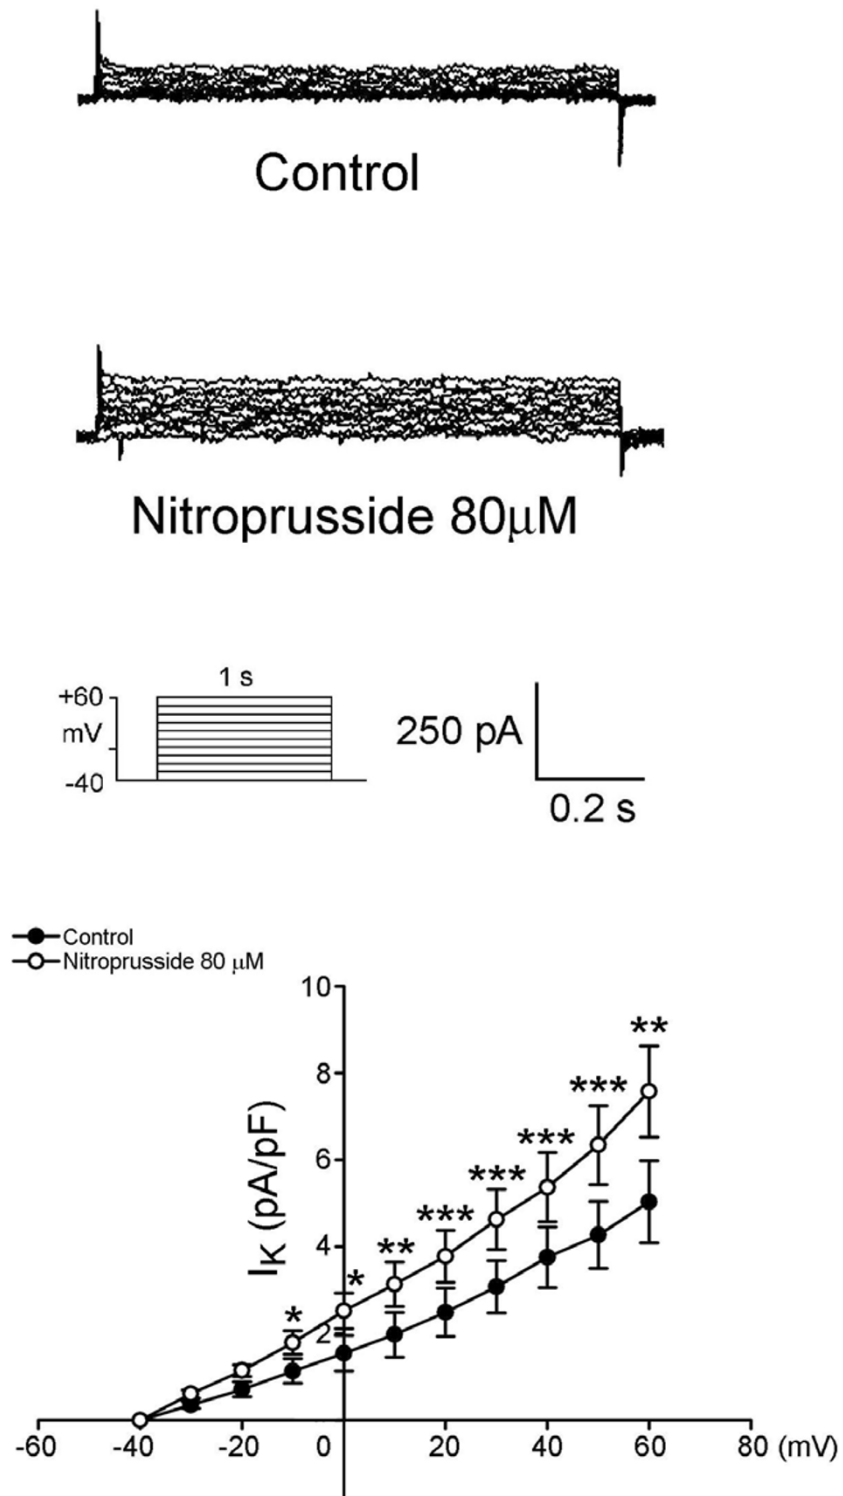 Control
Nitroprusside 80μM
1 s
+60
mV
-40
250 pA
0.2 s
Control
Nitroprusside 80 μM
10
**
8
***
***
6
***
***
**
4
*
*
2
IK (pA/pF)
-60 -40 -20 0 20 40 60 80 (mV)